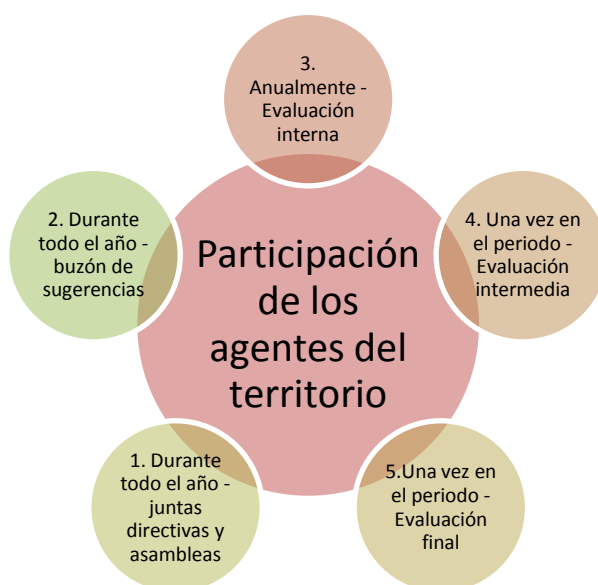 3.
Anualmente -
Evaluación
interna
2. Durante
todo el año -
buzón de
sugerencias
4. Una vez en
el periodo -
Evaluación
intermedia
Participación
de los
agentes del
territorio
1. Durante
todo el año -
juntas
directivas y
asambleas
5.Una vez en
el periodo -
Evaluación
final